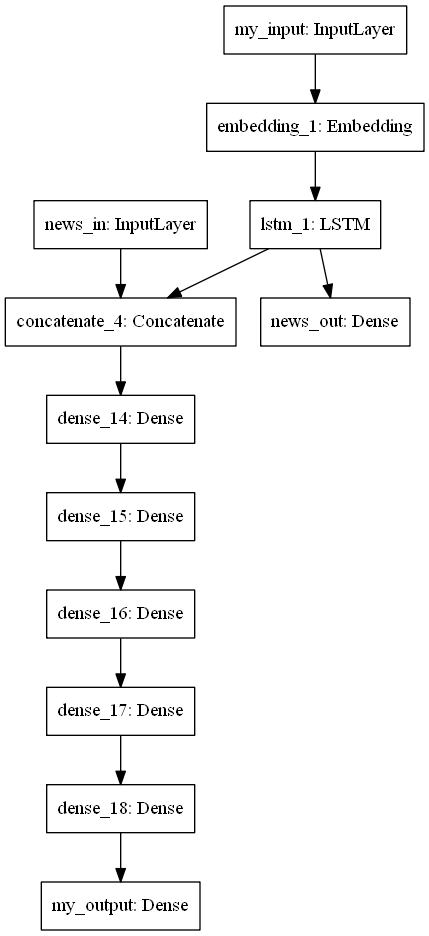 my_input: InputLayer
embedding_1: Embedding
news_in: InputLayer
lstm_1: LSTM
concatenate_4: Concatenate
news_out: Dense
dense_14: Dense
dense_15: Dense
dense_16: Dense
dense_17: Dense
dense_18: Dense
my_output: Dense